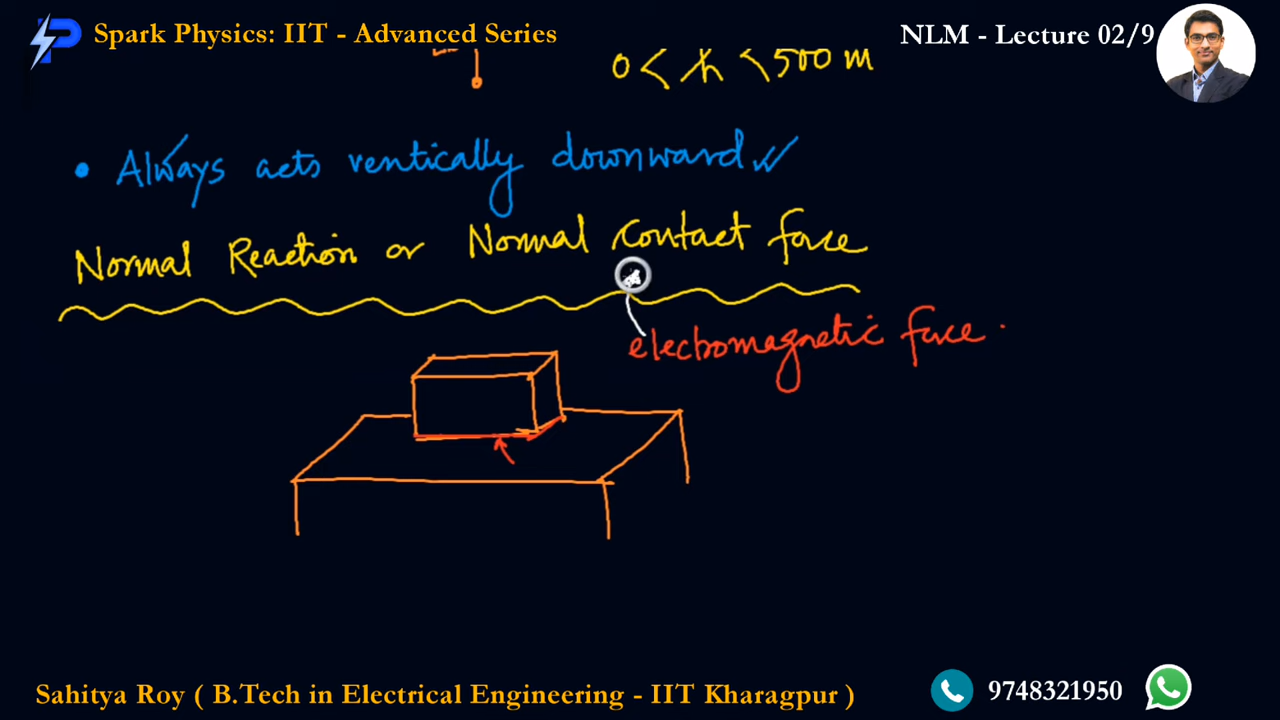 Spark Physics: IIT - Advanced Series
NLM - Lecture 02/9
0 < h < 500 m
• Always acts vertically downward
Normal Reaction or Normal Contact force
electromagnetic force.
Sahitya Roy ( B.Tech in Electrical Engineering - IIT Kharagpur )
9748321950